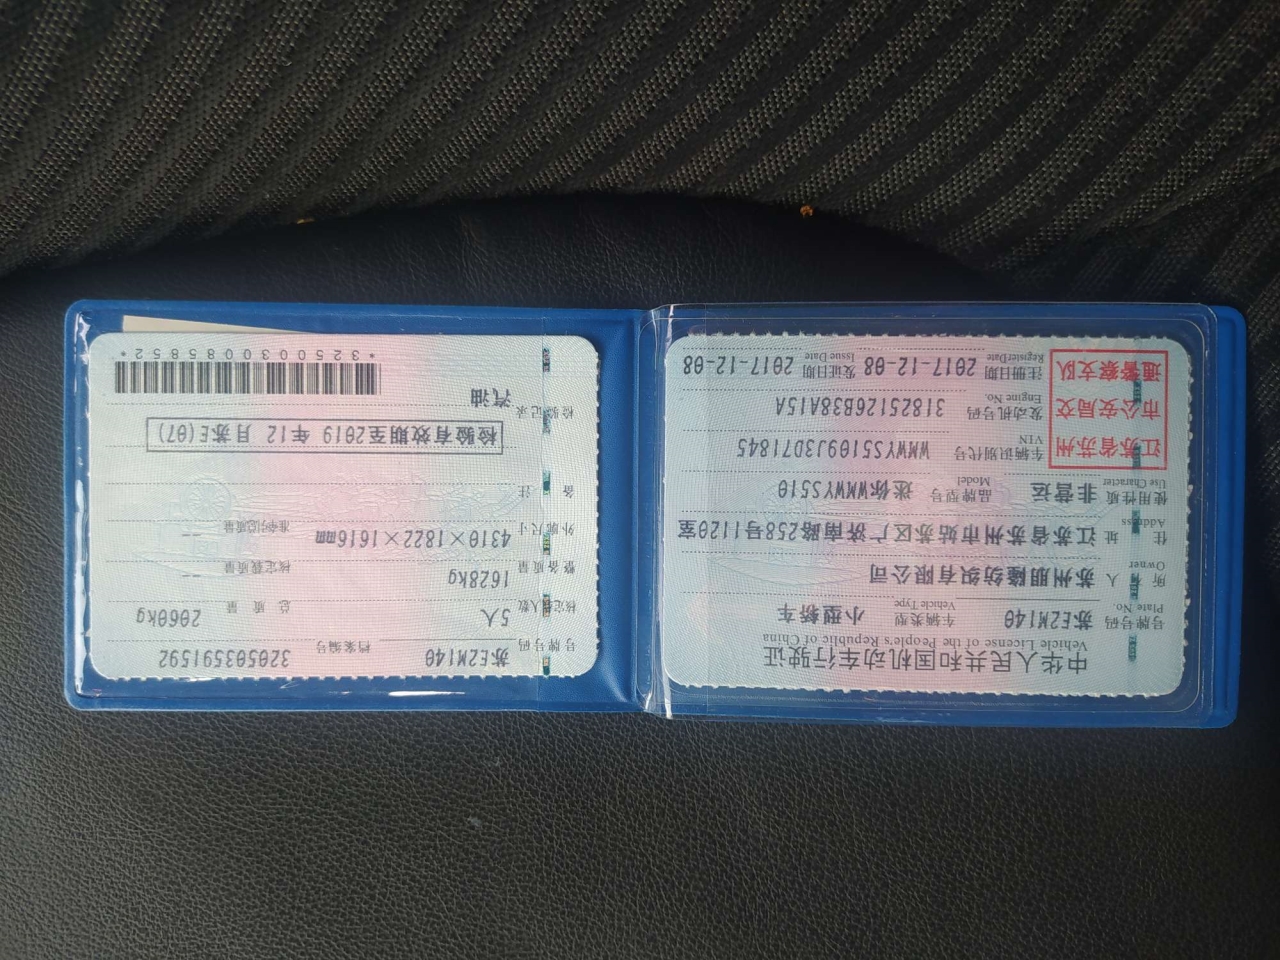 中华人民共和国机动车行驶证
Vehicle License of the People's Republic of China
号牌号码 苏E2M140 车辆类型 小型轿车
Plate No. Vehicle Type
所有人 苏州朋隆纺织有限公司
Owner
住址 江苏省苏州市姑苏区广济南路258号1120室
Address
使用性质 非营运 品牌型号 迷你WMWYS510
Use Character Model
江苏省苏州
市公安局交
通警察支队
车辆识别代号 WMWYS5109J3D71845
VIN
发动机号码 31825126B38A15A
Engine No.
注册日期 2017-12-08 发证日期 2017-12-08
Register Date Issue Date
号牌号码 苏E2M140 档案编号 320503591592
核定载人数 5人 总质量 2060kg
整备质量 1628kg 核定载质量 --
外廓尺寸 4310×1822×1616mm 准牵引总质量 --
备注
检验有效期至2019年12月苏E(07)
检验记录
汽油
*3250030085852*